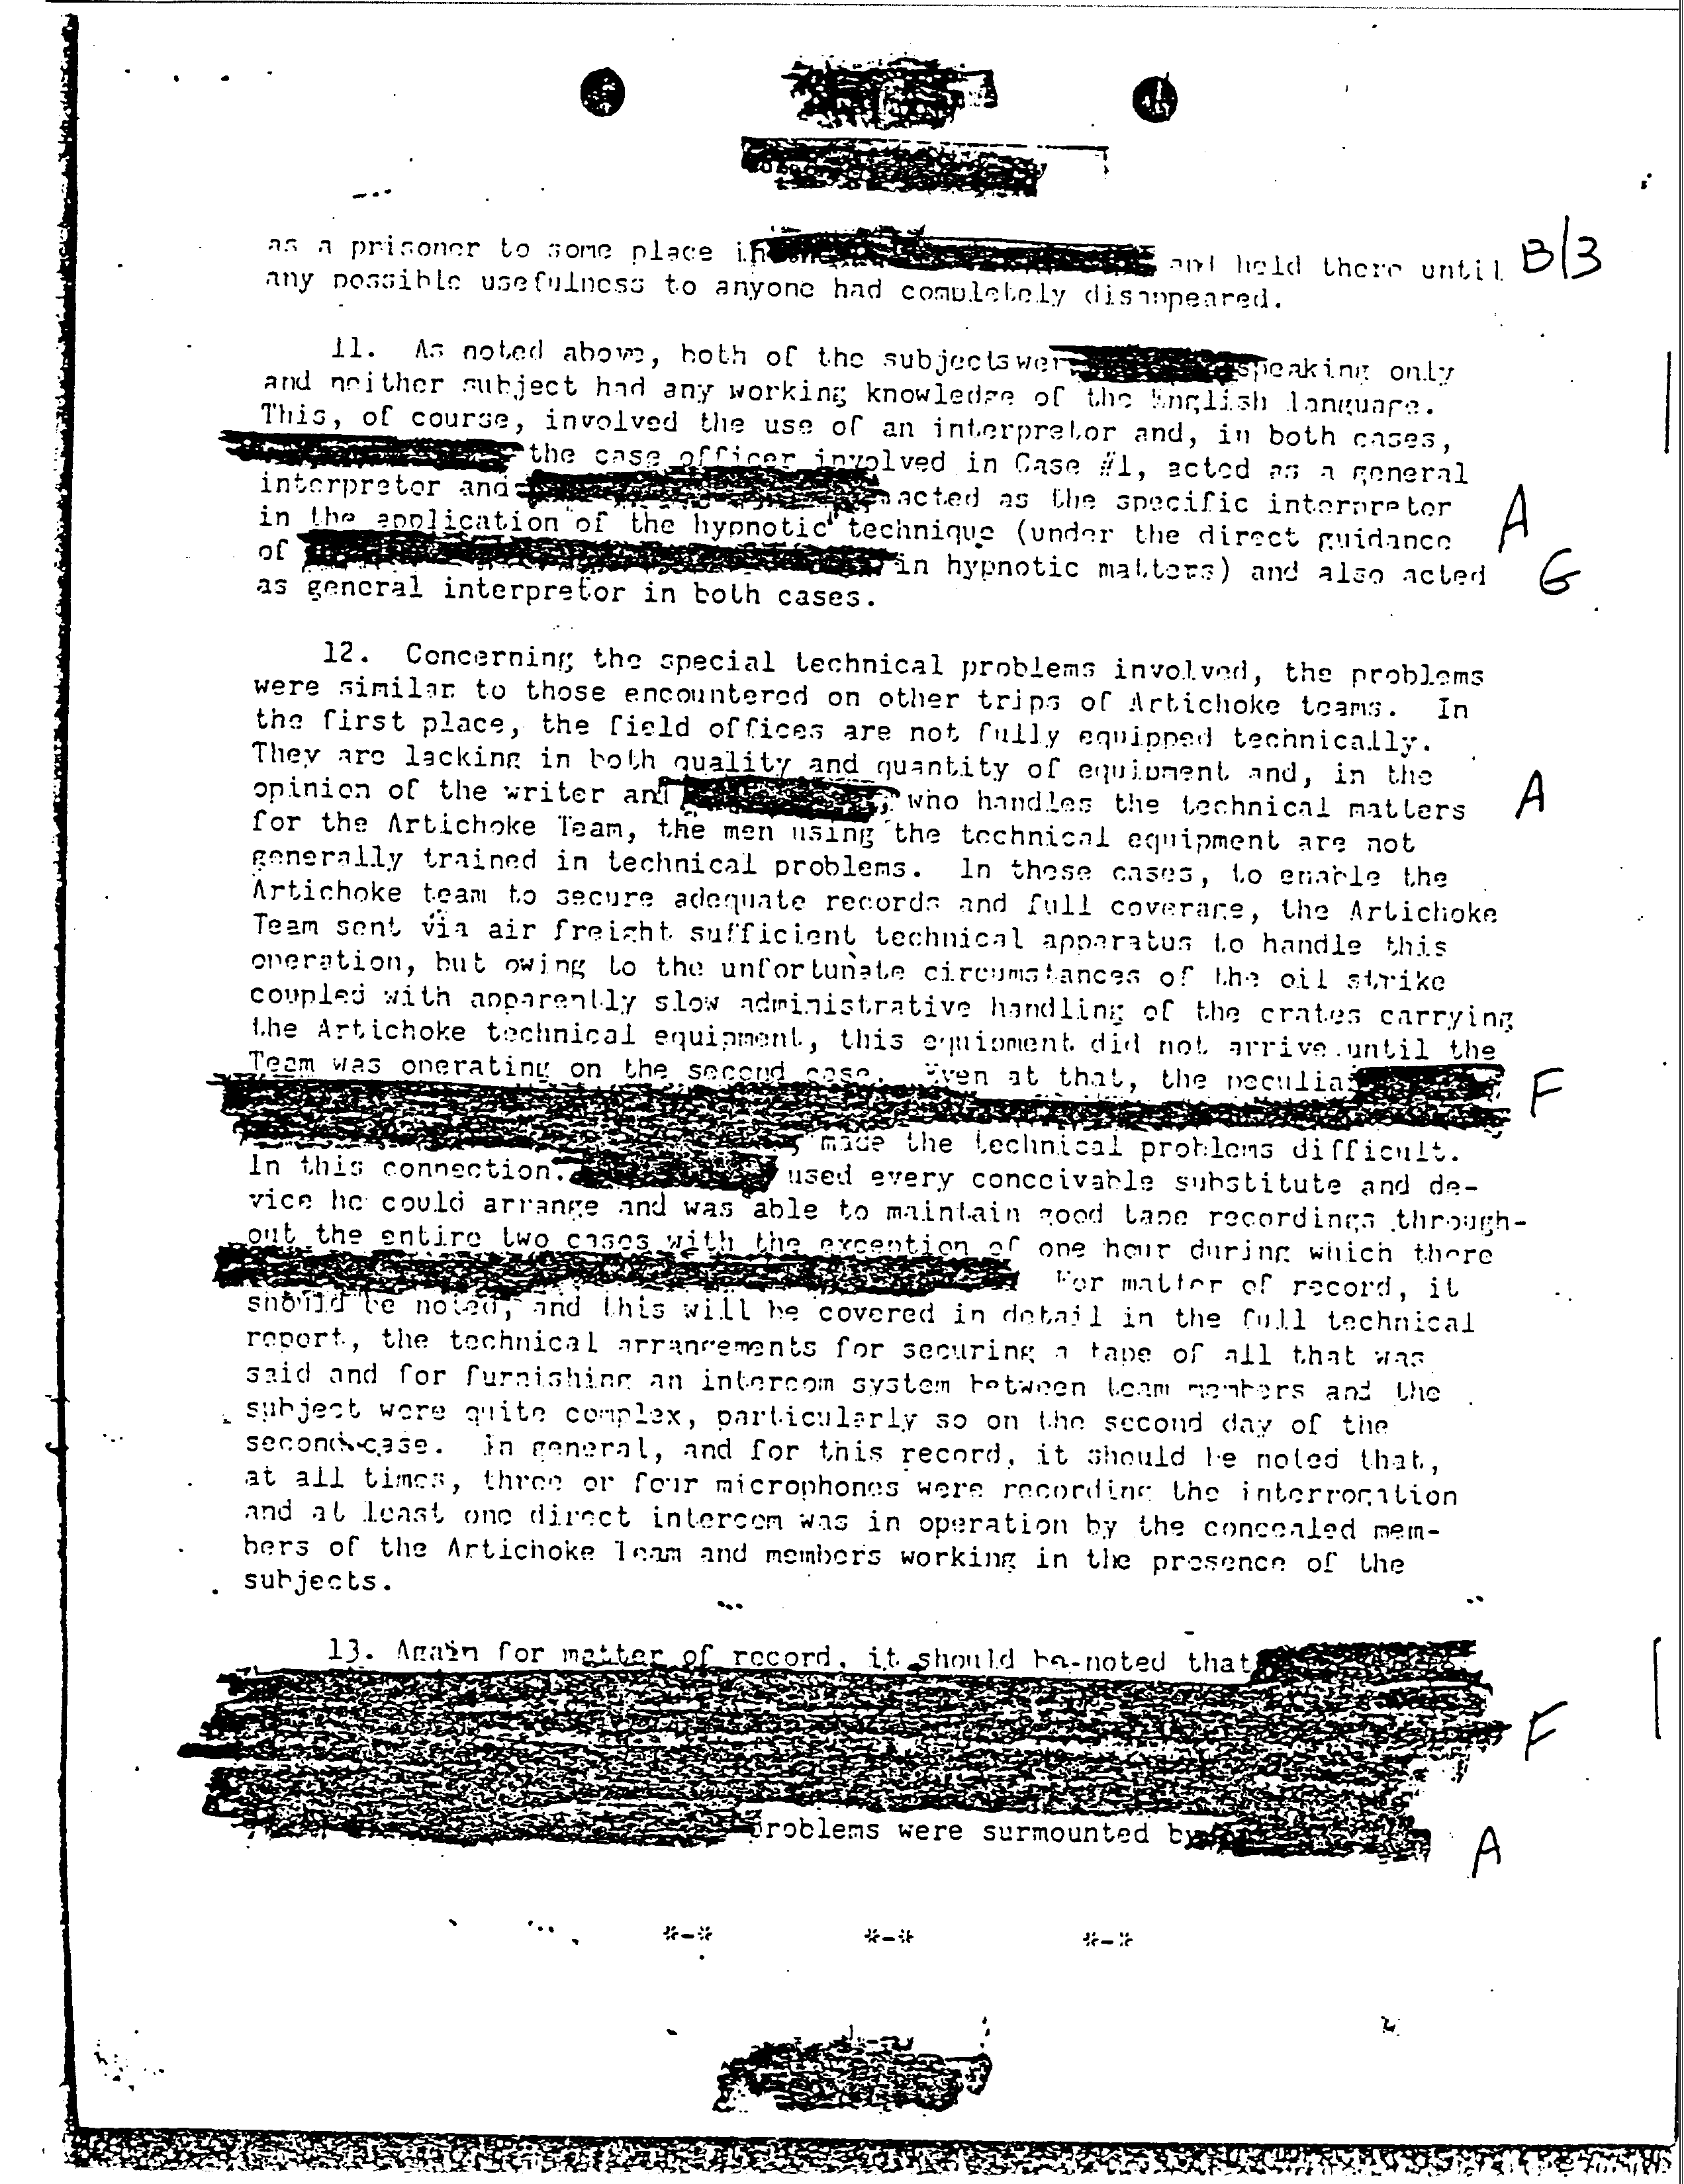 as a prisoner to some place in and held there until B/3
any possible usefulness to anyone had completely disappeared.
11. As noted above, both of the subjects wer speaking only
and neither subject had any working knowledge of the English language.
This, of course, involved the use of an interpretor and, in both cases,
the case officer involved in Case #1, acted as a general
interpretor and acted as the specific interpretor A
in the application of the hypnotic technique (under the direct guidance
of in hypnotic matters) and also acted G
as general interpretor in both cases.
12. Concerning the special technical problems involved, the problems
were similar to those encountered on other trips of Artichoke teams. In
the first place, the field offices are not fully equipped technically.
They are lacking in both quality and quantity of equipment and, in the
opinion of the writer and , who handles the technical matters A
for the Artichoke Team, the men using the technical equipment are not
generally trained in technical problems. In these cases, to enable the
Artichoke team to secure adequate records and full coverage, the Artichoke
Team sent via air freight sufficient technical apparatus to handle this
operation, but owing to the unfortunate circumstances of the oil strike
coupled with apparently slow administrative handling of the crates carrying
the Artichoke technical equipment, this equipment did not arrive until the
Team was operating on the second case. Even at that, the peculiar F
, made the technical problems difficult.
In this connection. used every conceivable substitute and de-
vice he could arrange and was able to maintain good tape recordings through-
out the entire two cases with the exception of one hour during which there
For matter of record, it
should be noted, and this will be covered in detail in the full technical
report, the technical arrangements for securing a tape of all that was
said and for furnishing an intercom system between team members and the
subject were quite complex, particularly so on the second day of the
second case. In general, and for this record, it should be noted that,
at all times, three or four microphones were recording the interrogation
and at least one direct intercom was in operation by the concealed mem-
bers of the Artichoke Team and members working in the presence of the
subjects.
13. Again for matter of record, it should be noted that
F
problems were surmounted by A
*-* *-* *-*